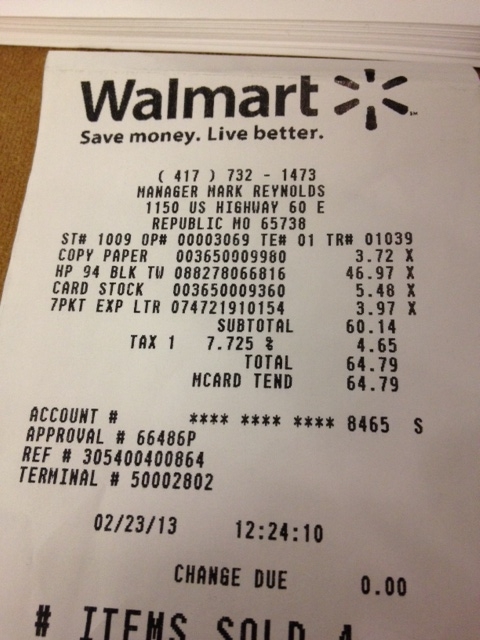 Walmart
Save money. Live better.
( 417 ) 732 - 1473
MANAGER MARK REYNOLDS
1150 US HIGHWAY 60 E
REPUBLIC MO 65738
ST# 1009 OP# 00003069 TE# 01 TR# 01039
COPY PAPER 003650009980 3.72 X
HP 94 BLK TW 088278066816 46.97 X
CARD STOCK 003650009360 5.48 X
7PKT EXP LTR 074721910154 3.97 X
SUBTOTAL 60.14
TAX 1 7.725 % 4.65
TOTAL 64.79
MCARD TEND 64.79
ACCOUNT # **** **** **** 8465 S
APPROVAL # 66486P
REF # 305400400864
TERMINAL # 50002802
02/23/13 12:24:10
CHANGE DUE 0.00
# ITEMS SOLD 4